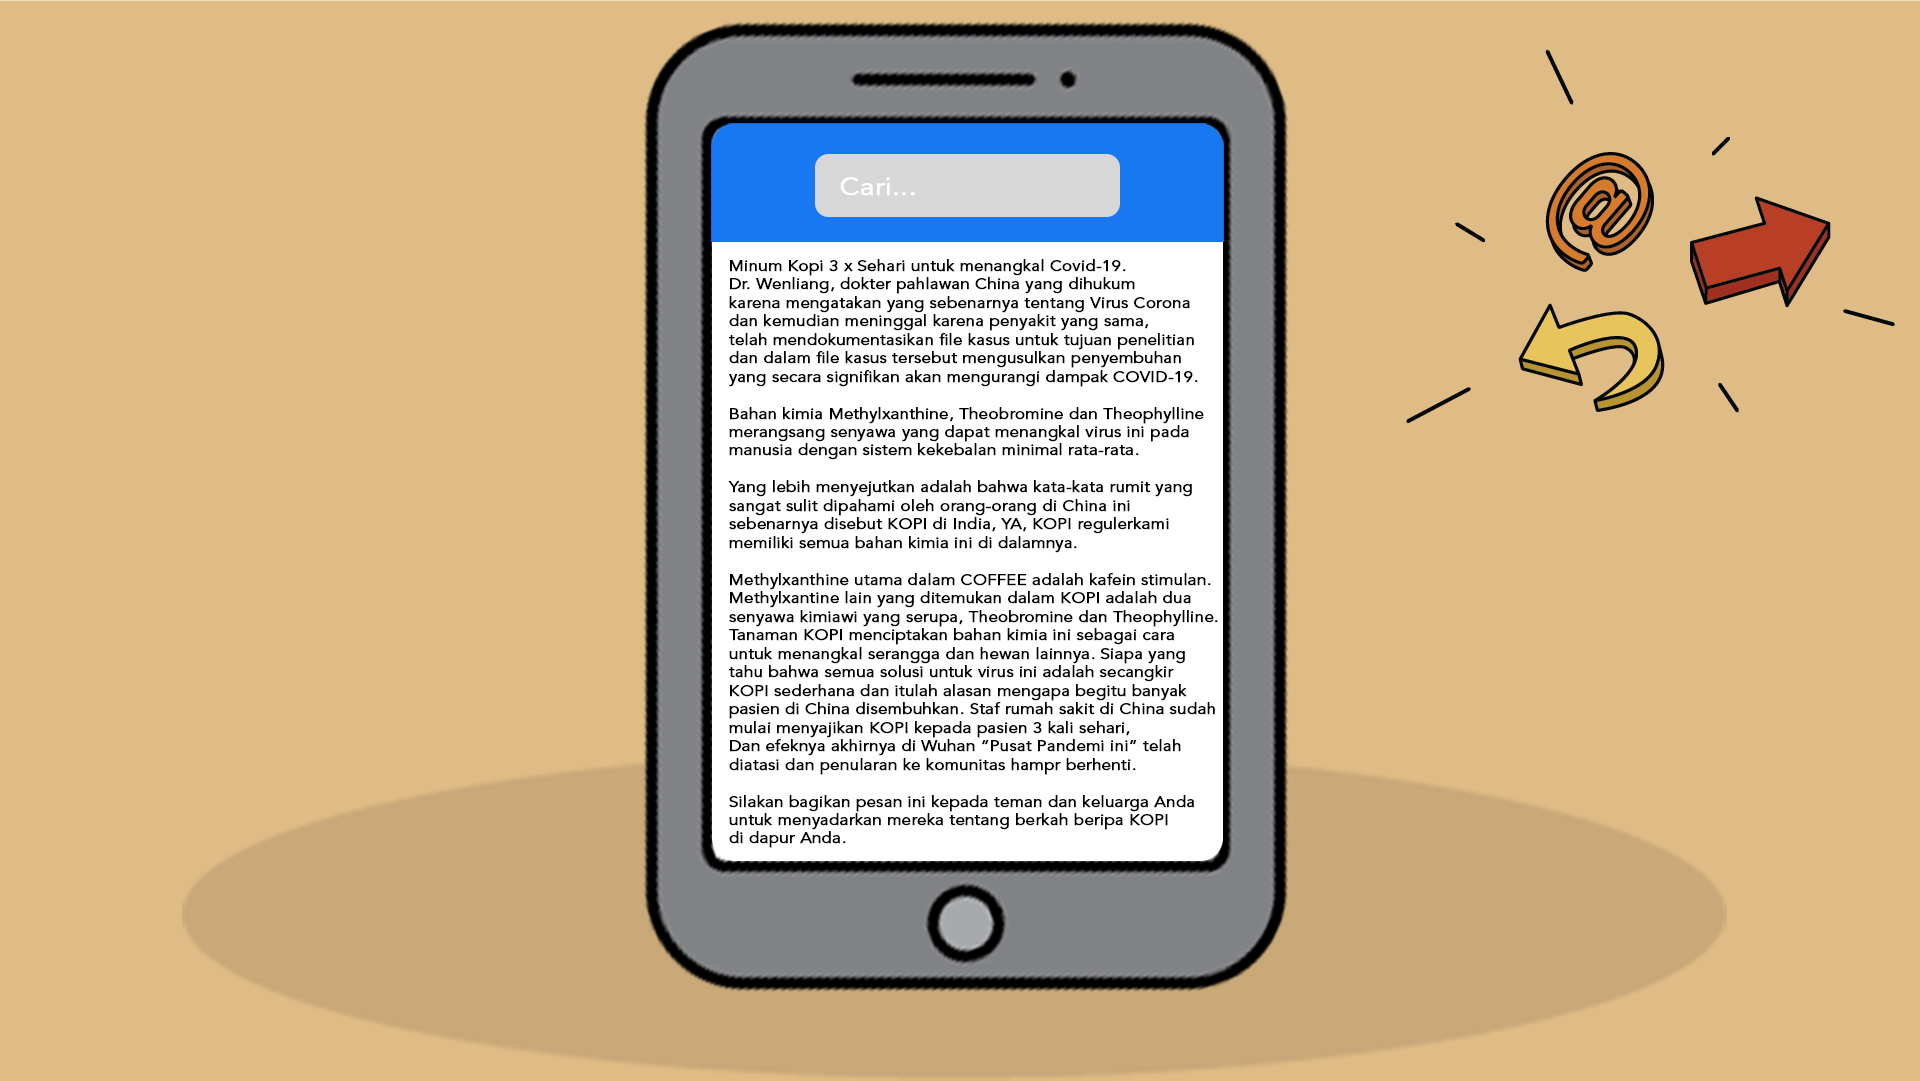 Cari...
Minum Kopi 3 x Sehari untuk menangkal Covid-19.
Dr. Wenliang, dokter pahlawan China yang dihukum
karena mengatakan yang sebenarnya tentang Virus Corona
dan kemudian meninggal karena penyakit yang sama,
telah mendokumentasikan file kasus untuk tujuan penelitian
dan dalam file kasus tersebut mengusulkan penyembuhan
yang secara signifikan akan mengurangi dampak COVID-19.
Bahan kimia Methylxanthine, Theobromine dan Theophylline
merangsang senyawa yang dapat menangkal virus ini pada
manusia dengan sistem kekebalan minimal rata-rata.
Yang lebih menyejutkan adalah bahwa kata-kata rumit yang
sangat sulit dipahami oleh orang-orang di China ini
sebenarnya disebut KOPI di India, YA, KOPI regulerkami
memiliki semua bahan kimia ini di dalamnya.
Methylxanthine utama dalam COFFEE adalah kafein stimulan.
Methylxantine lain yang ditemukan dalam KOPI adalah dua
senyawa kimiawi yang serupa, Theobromine dan Theophylline.
Tanaman KOPI menciptakan bahan kimia ini sebagai cara
untuk menangkal serangga dan hewan lainnya. Siapa yang
tahu bahwa semua solusi untuk virus ini adalah secangkir
KOPI sederhana dan itulah alasan mengapa begitu banyak
pasien di China disembuhkan. Staf rumah sakit di China sudah
mulai menyajikan KOPI kepada pasien 3 kali sehari,
Dan efeknya akhirnya di Wuhan “Pusat Pandemi ini” telah
diatasi dan penularan ke komunitas hampr berhenti.
Silakan bagikan pesan ini kepada teman dan keluarga Anda
untuk menyadarkan mereka tentang berkah beripa KOPI
di dapur Anda.